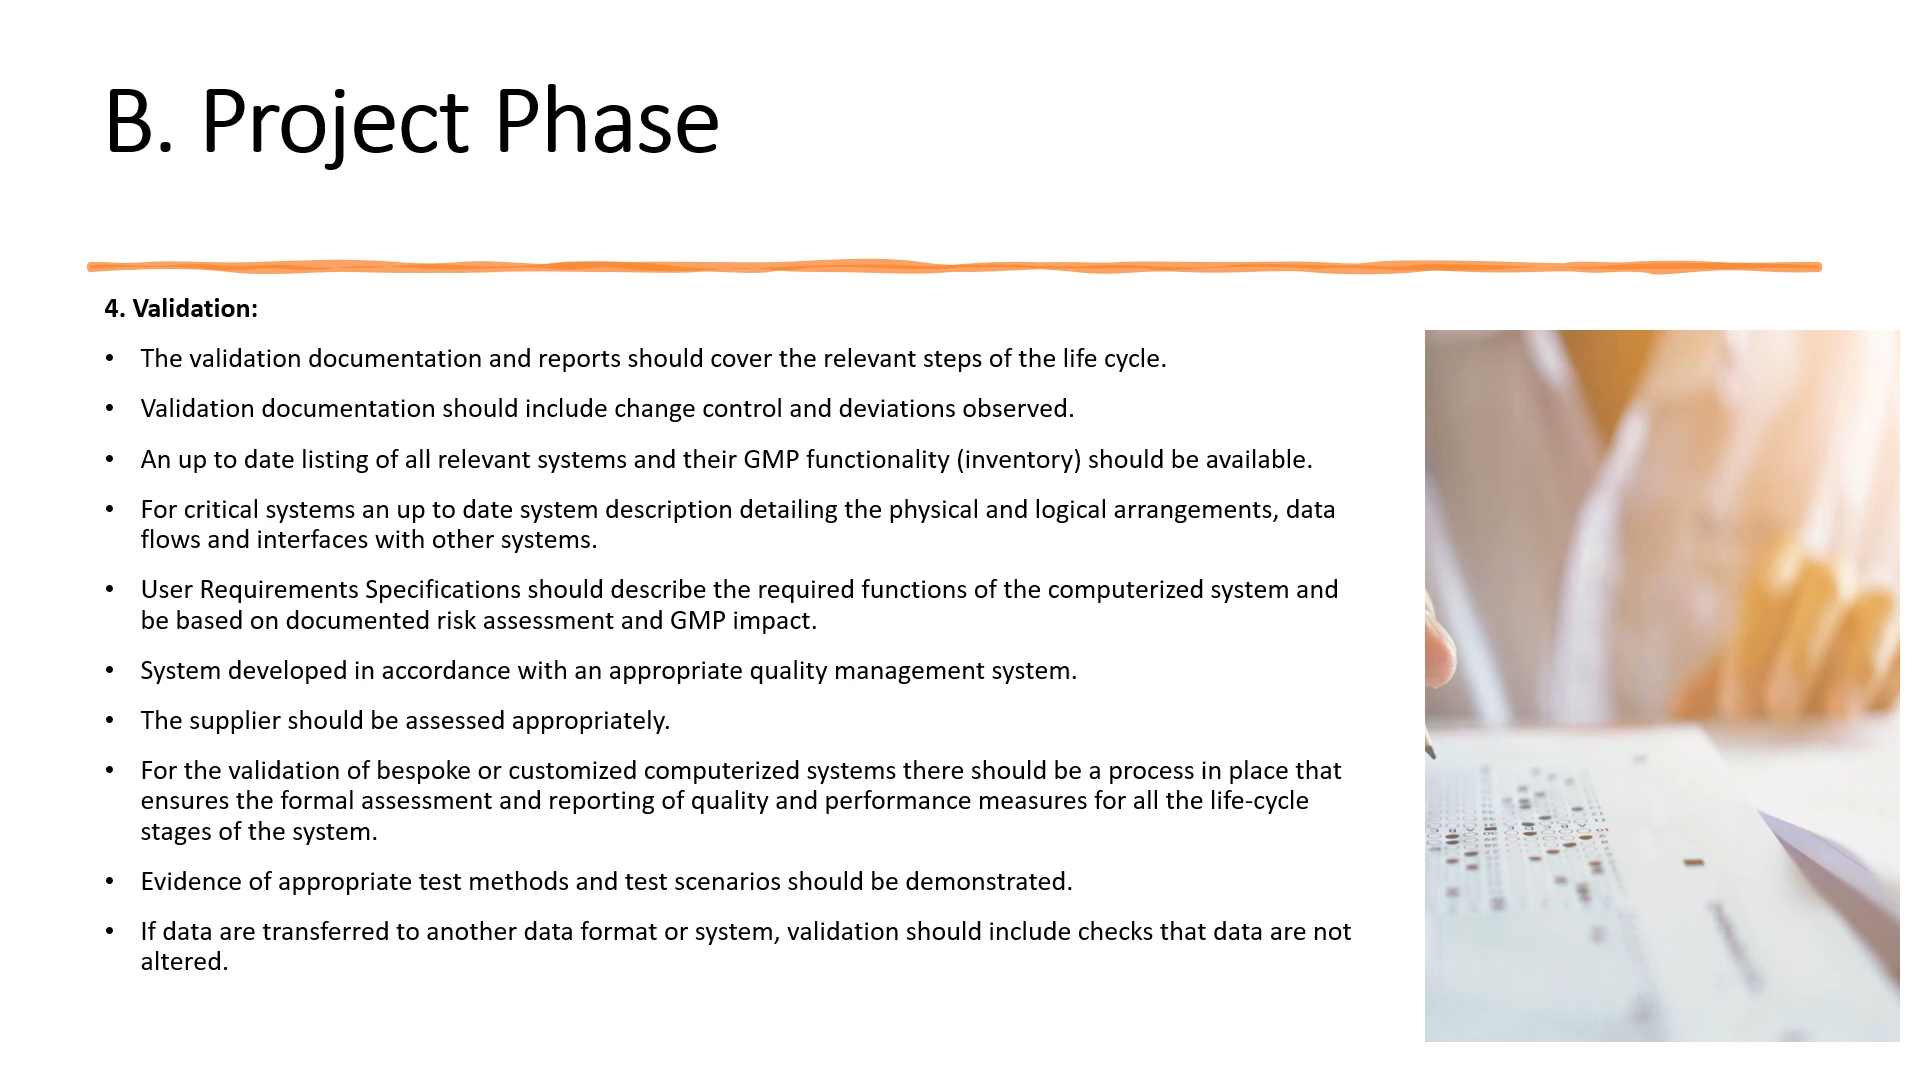 B. Project Phase
4. Validation:
• The validation documentation and reports should cover the relevant steps of the life cycle.
• Validation documentation should include change control and deviations observed.
• An up to date listing of all relevant systems and their GMP functionality (inventory) should be available.
• For critical systems an up to date system description detailing the physical and logical arrangements, data
flows and interfaces with other systems.
• User Requirements Specifications should describe the required functions of the computerized system and
be based on documented risk assessment and GMP impact.
• System developed in accordance with an appropriate quality management system.
• The supplier should be assessed appropriately.
• For the validation of bespoke or customized computerized systems there should be a process in place that
ensures the formal assessment and reporting of quality and performance measures for all the life-cycle
stages of the system.
• Evidence of appropriate test methods and test scenarios should be demonstrated.
• If data are transferred to another data format or system, validation should include checks that data are not
altered.